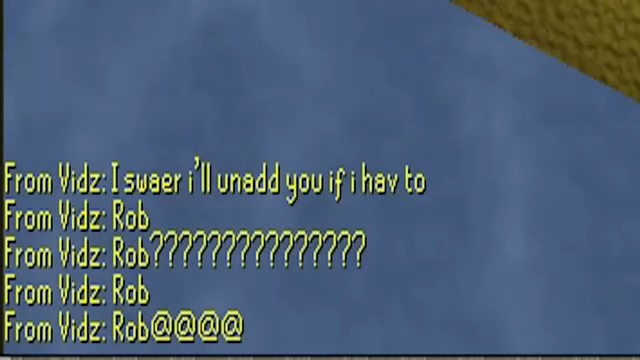 From Vidz: I swaer i'll unadd you if i hav to
From Vidz: Rob
From Vidz: Rob???????????????
From Vidz: Rob
From Vidz: Rob@@@@